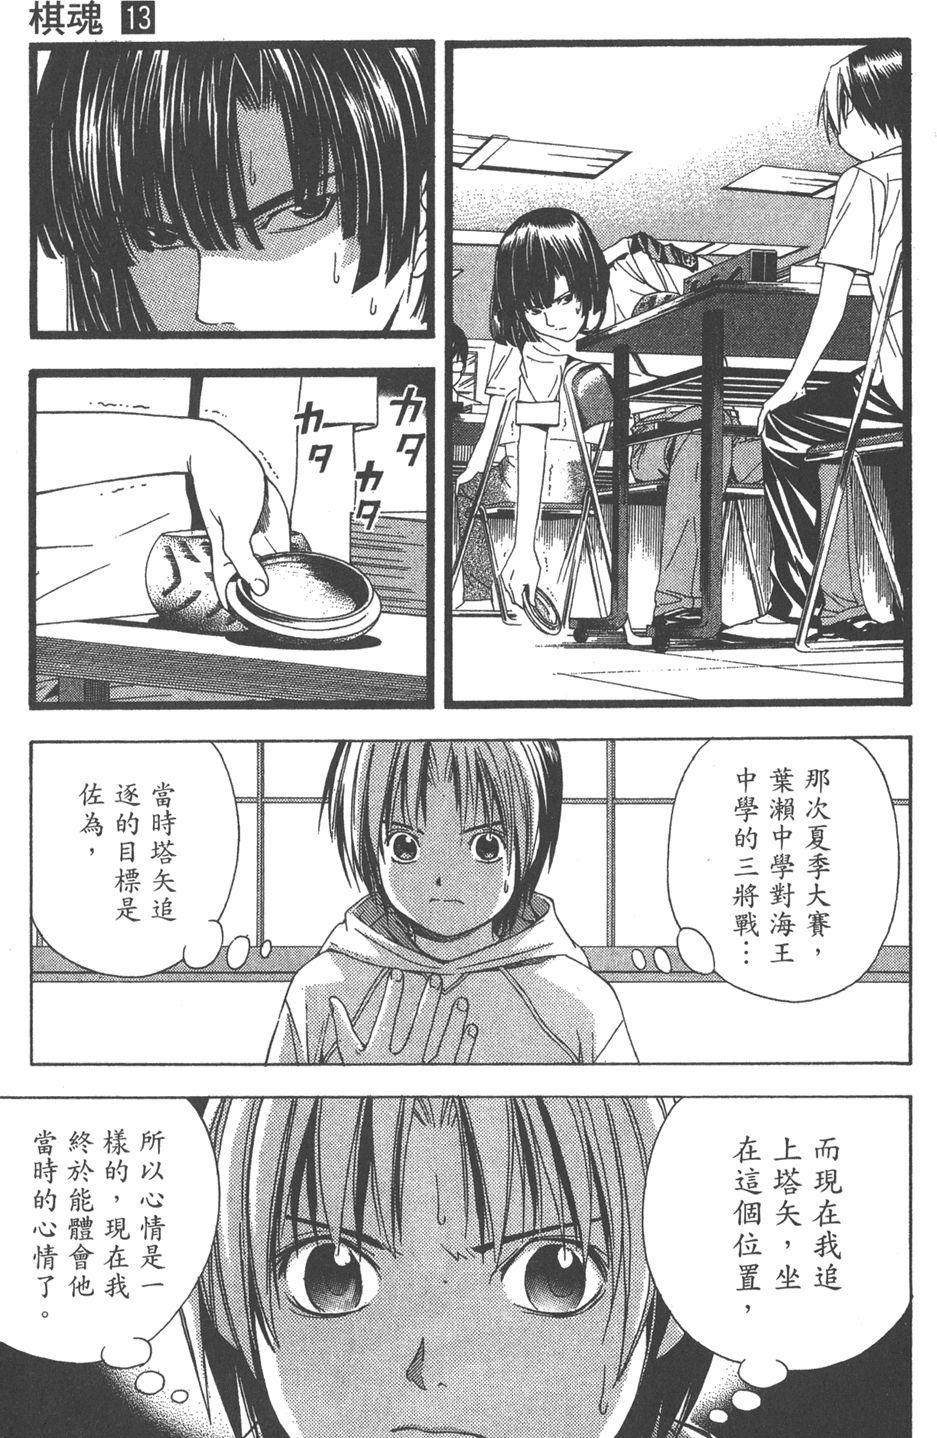 棋魂 13
カタ
カタ
カタ
那次夏季大賽，
葉瀨中學對海王
中學的三將戰…
當時塔矢追
逐的目標是
佐為，
而現在我追
上塔矢，坐
在這個位置，
所以心情是一
樣的，現在我
終於能體會他
當時的心情了。